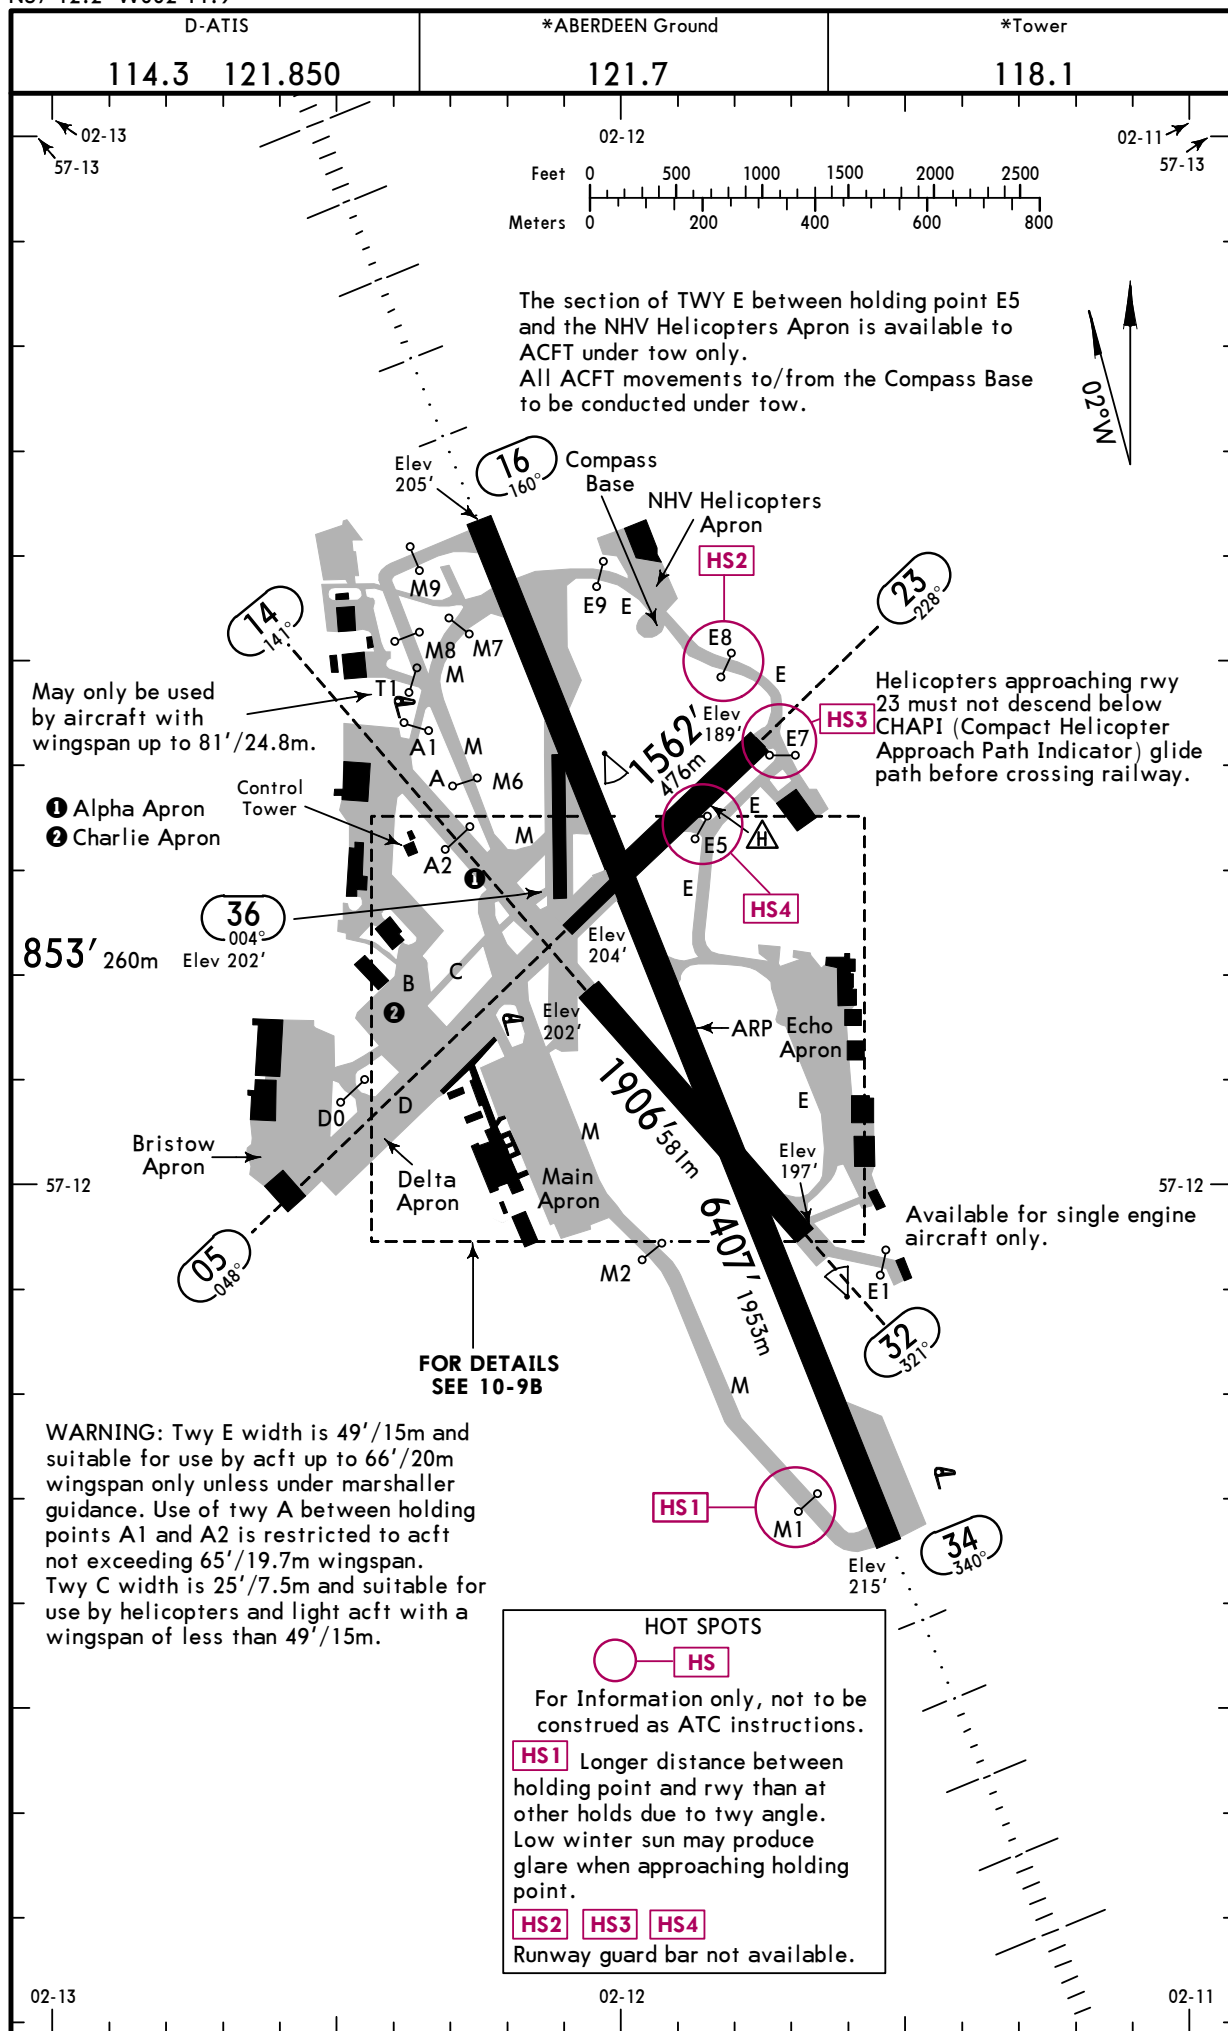 D-ATIS
114.3 121.850
*ABERDEEN Ground
121.7
*Tower
118.1
02-13
57-13
02-12
02-11
57-13
Feet 0 500 1000 1500 2000 2500
Meters 0 200 400 600 800
The section of TWY E between holding point E5
and the NHV Helicopters Apron is available to
ACFT under tow only.
All ACFT movements to/from the Compass Base
to be conducted under tow.
02°W
Elev
205'
16
160°
Compass
Base
NHV Helicopters
Apron
HS2
23
228°
M9
E9
E
14
141°
M8
M7
E8
T1
M
E
May only be used
by aircraft with
wingspan up to 81'/24.8m.
Helicopters approaching rwy
23 must not descend below
CHAPI (Compact Helicopter
Approach Path Indicator) glide
path before crossing railway.
HS3
Elev
189'
E7
A1
M
1562'
476m
A
M6
Control
Tower
1 Alpha Apron
2 Charlie Apron
E
H
M
A2
1
E5
E
HS4
36
004°
Elev 202'
853' 260m
Elev
204'
B
C
2
Elev
202'
ARP
Echo
Apron
1906' 581m
D0
D
E
M
Bristow
Apron
Elev
197'
57-12
Delta
Apron
Main
Apron
57-12
Available for single engine
aircraft only.
6407' 1953m
05
048°
M2
E1
32
321°
FOR DETAILS
SEE 10-9B
M
WARNING: Twy E width is 49'/15m and
suitable for use by acft up to 66'/20m
wingspan only unless under marshaller
guidance. Use of twy A between holding
points A1 and A2 is restricted to acft
not exceeding 65'/19.7m wingspan.
Twy C width is 25'/7.5m and suitable for
use by helicopters and light acft with a
wingspan of less than 49'/15m.
HS1
M1
34
340°
Elev
215'
HOT SPOTS
HS
For Information only, not to be
construed as ATC instructions.
HS1 Longer distance between
holding point and rwy than at
other holds due to twy angle.
Low winter sun may produce
glare when approaching holding
point.
HS2 HS3 HS4
Runway guard bar not available.
02-13
02-12
02-11